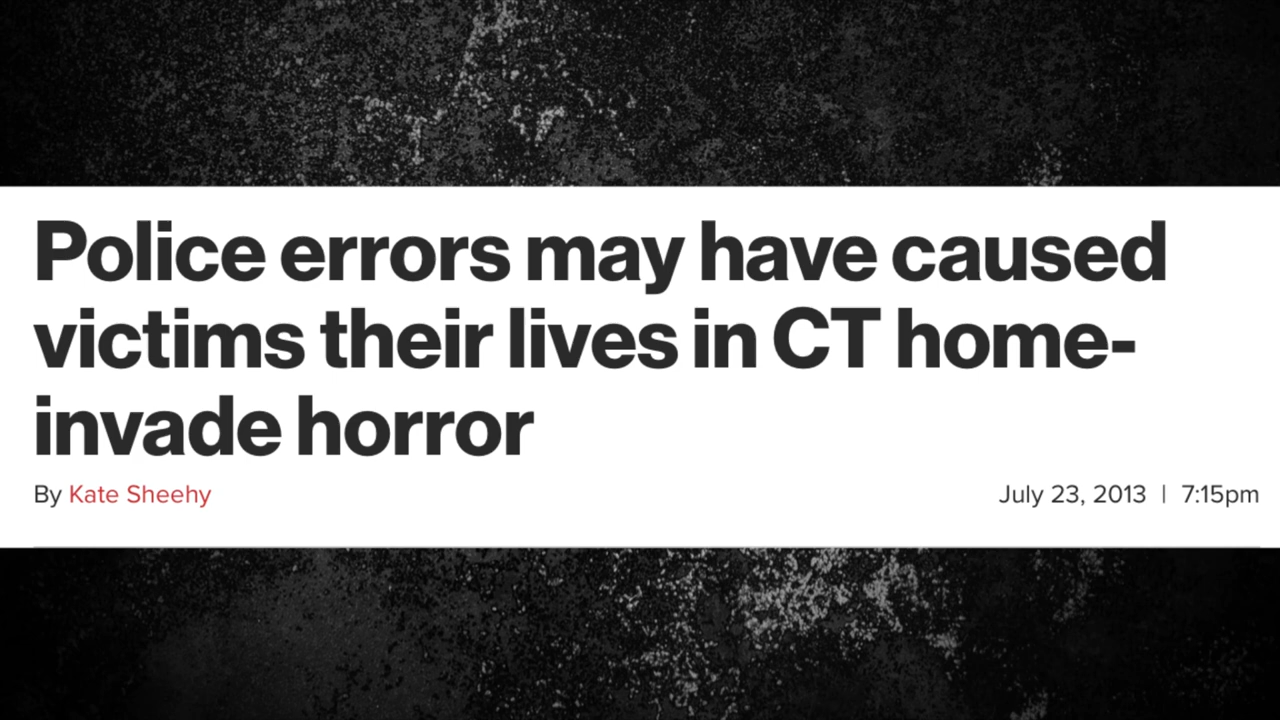 Police errors may have caused
victims their lives in CT home-
invade horror
By Kate Sheehy
July 23, 2013 | 7:15pm